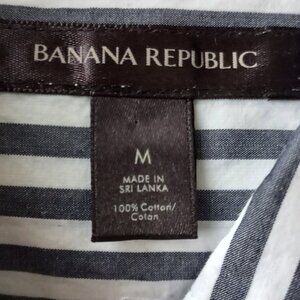 BANANA REPUBLIC
M
MADE IN
SRI LANKA
100% Cotton/
Coton